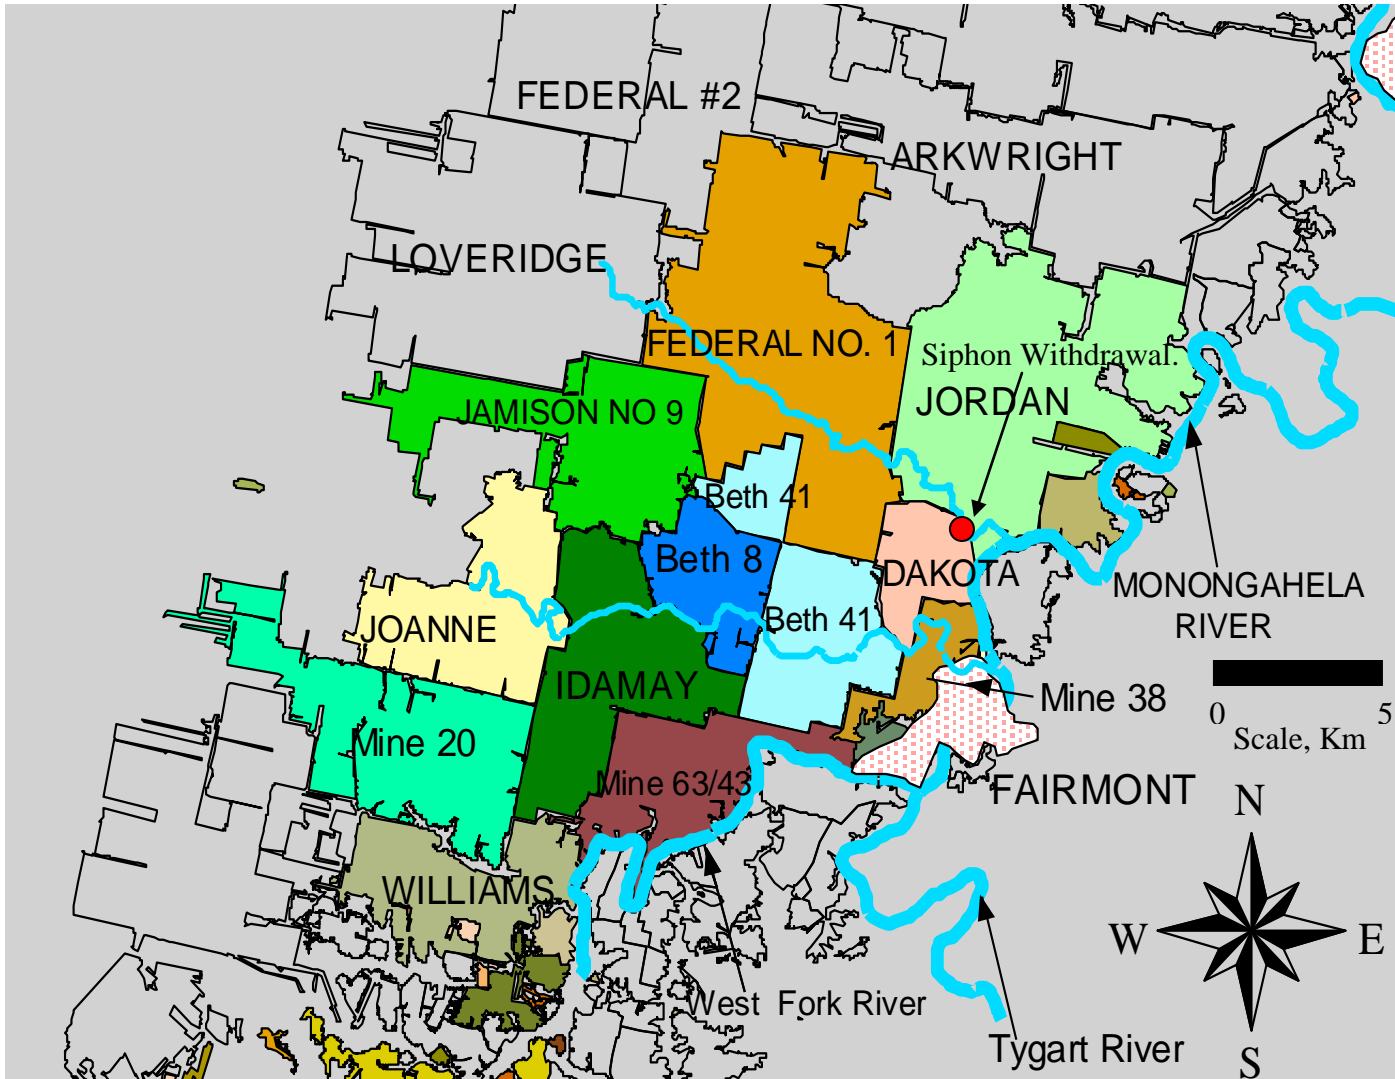 FEDERAL #2
ARKWRIGHT
LOVERIDGE
FEDERAL NO. 1
Siphon Withdrawal.
JORDAN
JAMISON NO 9
Beth 41
Beth 8
DAKOTA
MONONGAHELA
RIVER
JOANNE
Beth 41
IDAMAY
Mine 38
0 5
Scale, Km
Mine 20
Mine 63/43
FAIRMONT
N
WILLIAMS
W E
West Fork River
Tygart River
S